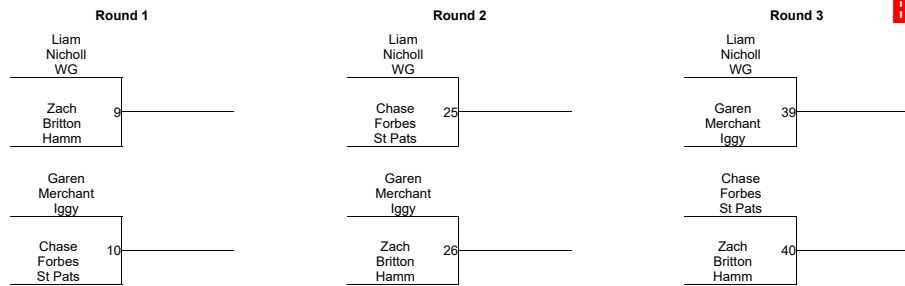 Round 1
Round 2
Round 3
Liam
Nicholl
WG
9
Zach
Britton
Hamm
Garen
Merchant
Iggy
10
Chase
Forbes
St Pats
Liam
Nicholl
WG
25
Chase
Forbes
St Pats
Garen
Merchant
Iggy
26
Zach
Britton
Hamm
Liam
Nicholl
WG
39
Garen
Merchant
Iggy
Chase
Forbes
St Pats
40
Zach
Britton
Hamm